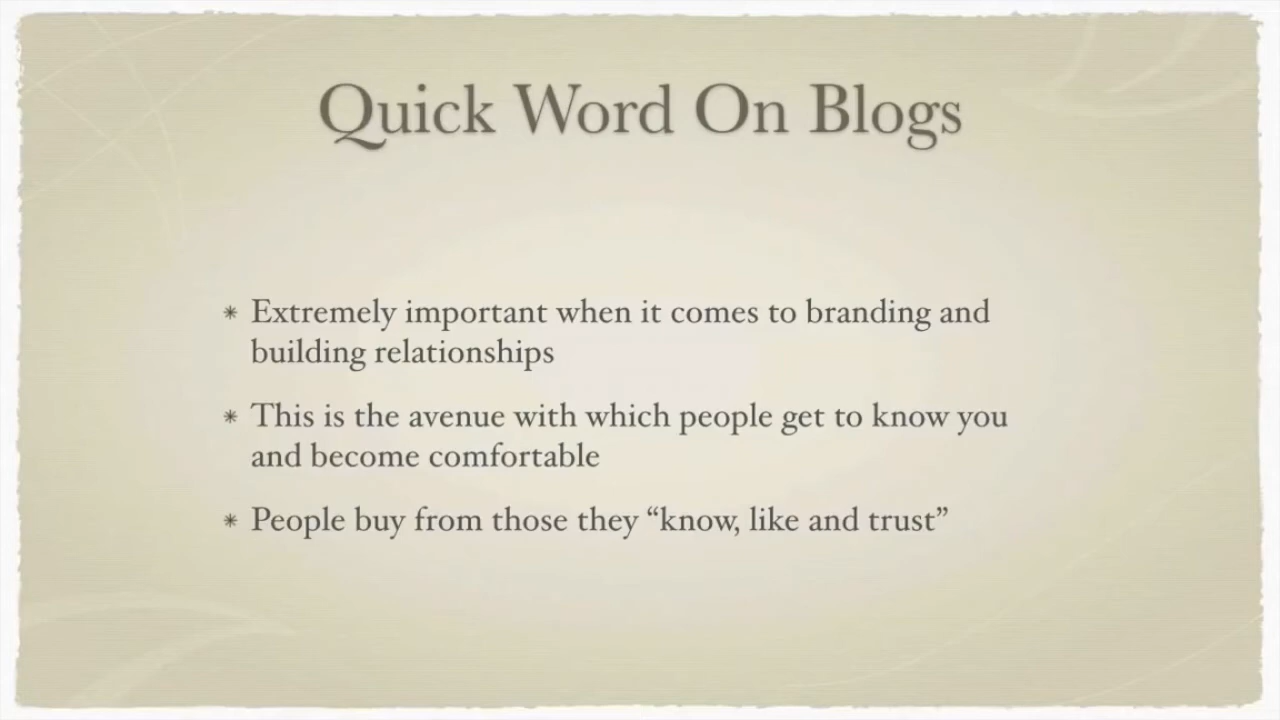 Quick Word On Blogs
* Extremely important when it comes to branding and
building relationships
* This is the avenue with which people get to know you
and become comfortable
* People buy from those they “know, like and trust”